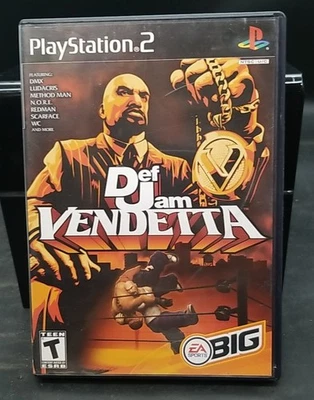 PlayStation 2
FEATURING:
DMX
LUDACRIS
METHOD MAN
N.O.R.E.
REDMAN
SCARFACE
WC
AND MORE
Def
Jam
VENDETTA
TEEN
T
ESRB
EA
SPORTS
BIG